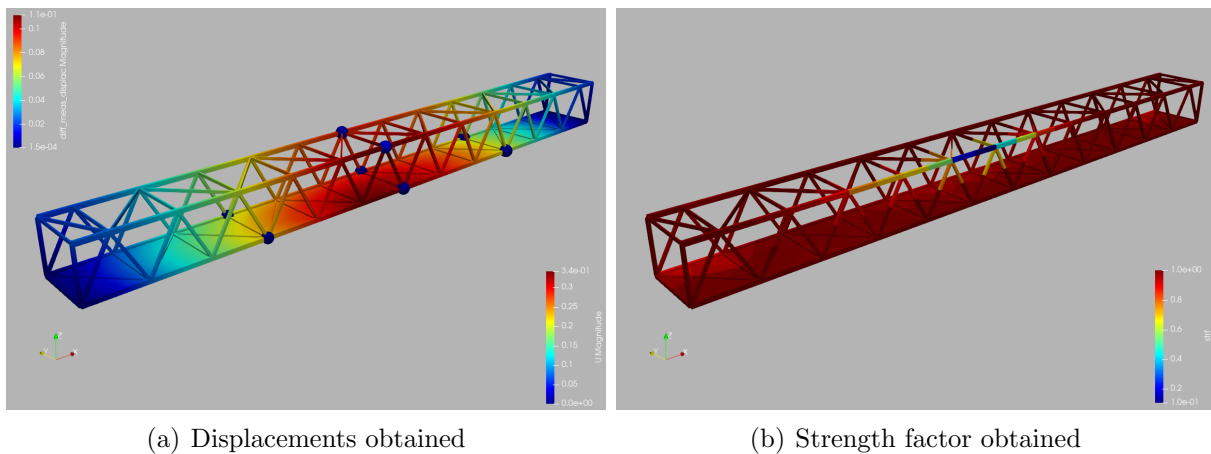 1.1e-01
0.1
0.08
0.06
0.04
0.02
1.5e-04
diff_meas_displac Magnitude
3.4e-01
0.3
0.25
0.2
0.15
0.1
0.05
0.0e+00
U Magnitude
Z
Y
X
1.0e+00
0.8
0.6
0.4
0.2
1.0e-01
strf
Z
Y
X
(a) Displacements obtained
(b) Strength factor obtained